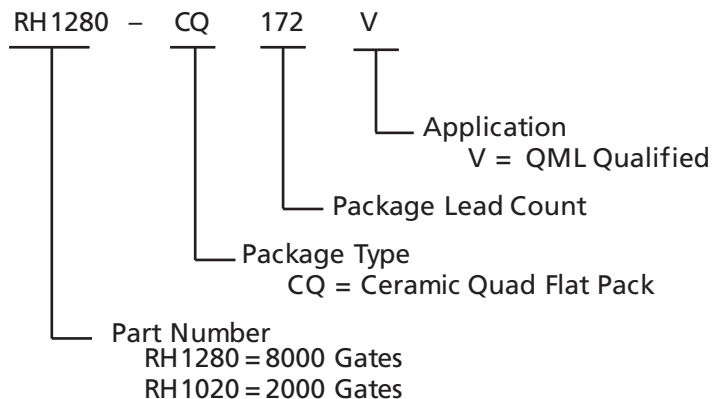 RH1280 – CQ 172 V
Application
V = QML Qualified
Package Lead Count
Package Type
CQ = Ceramic Quad Flat Pack
Part Number
RH1280 = 8000 Gates
RH1020 = 2000 Gates